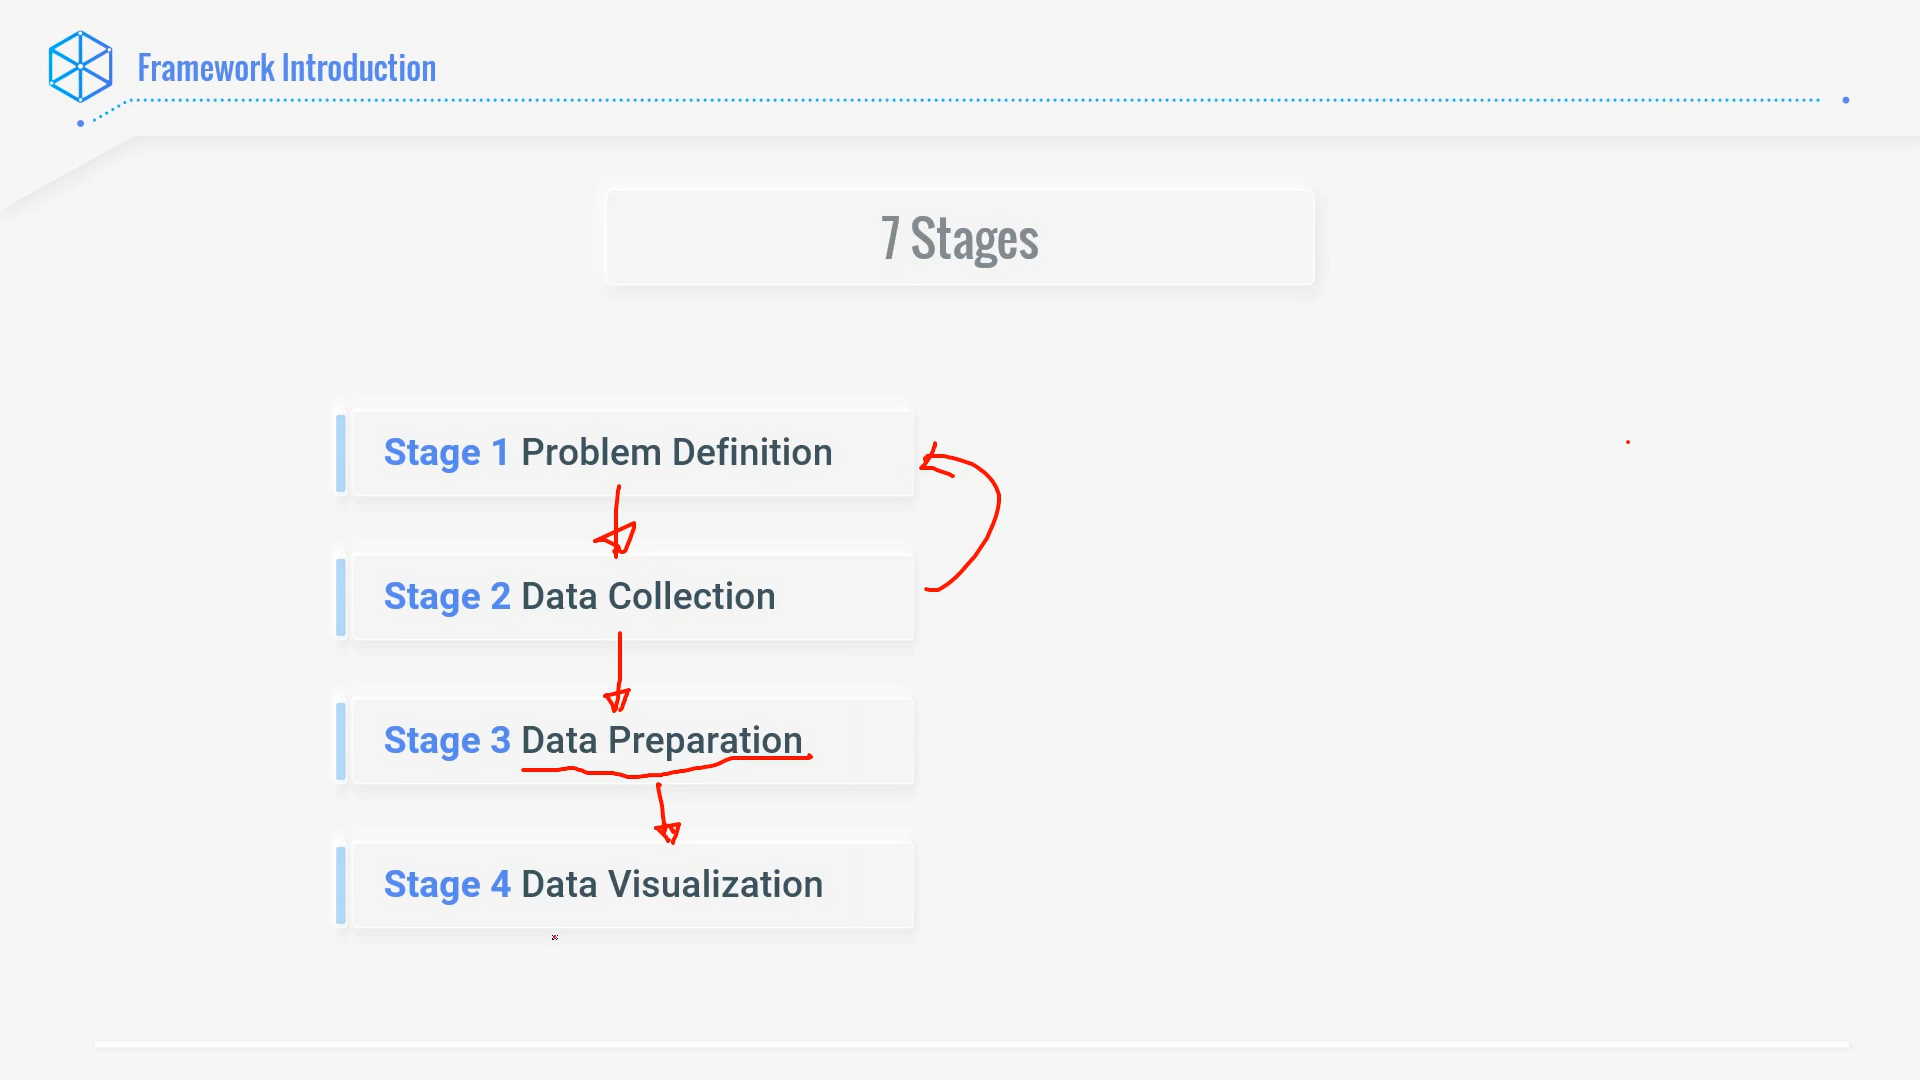 Framework Introduction
7 Stages
Stage 1 Problem Definition
Stage 2 Data Collection
Stage 3 Data Preparation
Stage 4 Data Visualization